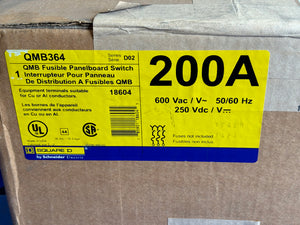 QMB364
Series
Série
D02
1
QMB Fusible Panelboard Switch
Interrupteur Pour Panneau
De Distribution A Fusibles QMB
Equipment terminals suitable
for Cu or Al conductors.
18604
Les bornes de l'appareil
conviennent aux conducteurs
en Cu ou en Al.
200A
600 Vac / V~ 50/60 Hz
250 Vdc / V
Fuses not included
Fusibles non inclus
UL
SQUARE D
by Schneider Electric